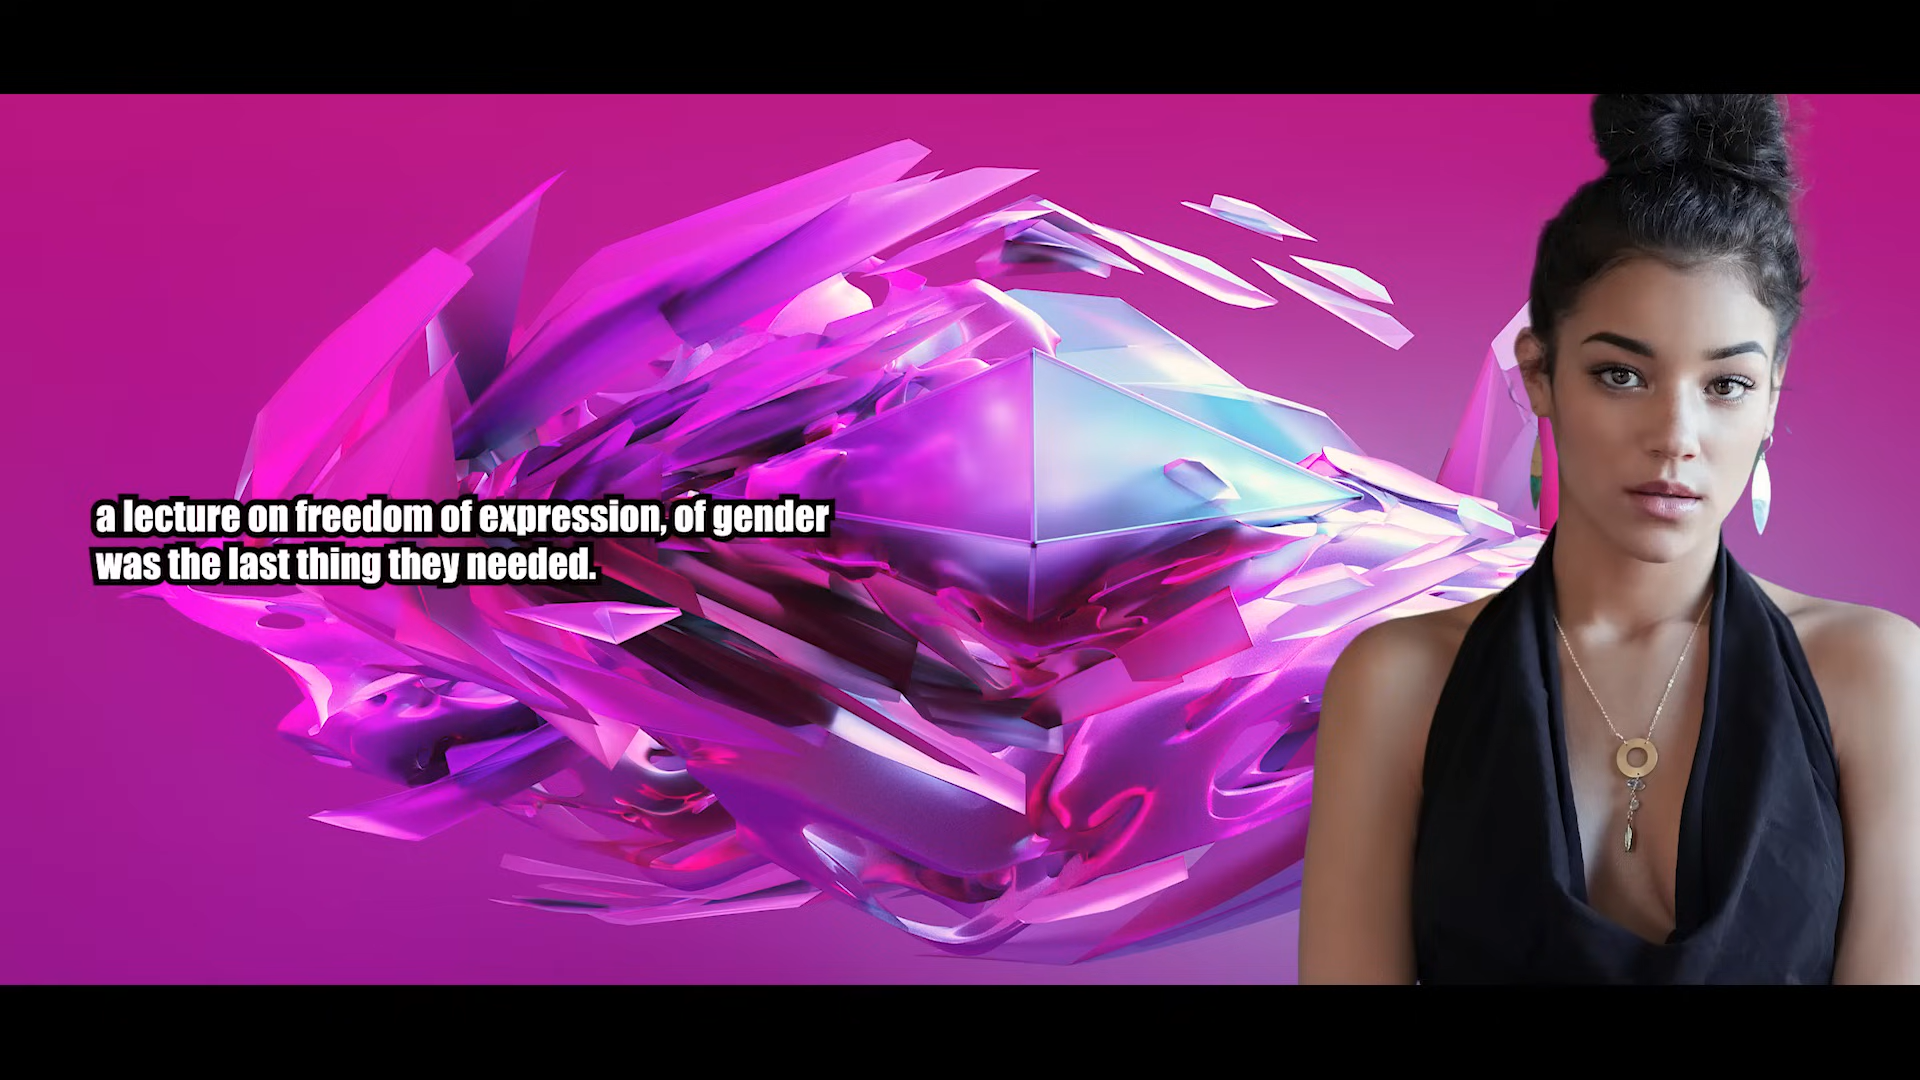 a lecture on freedom of expression, of gender
was the last thing they needed.